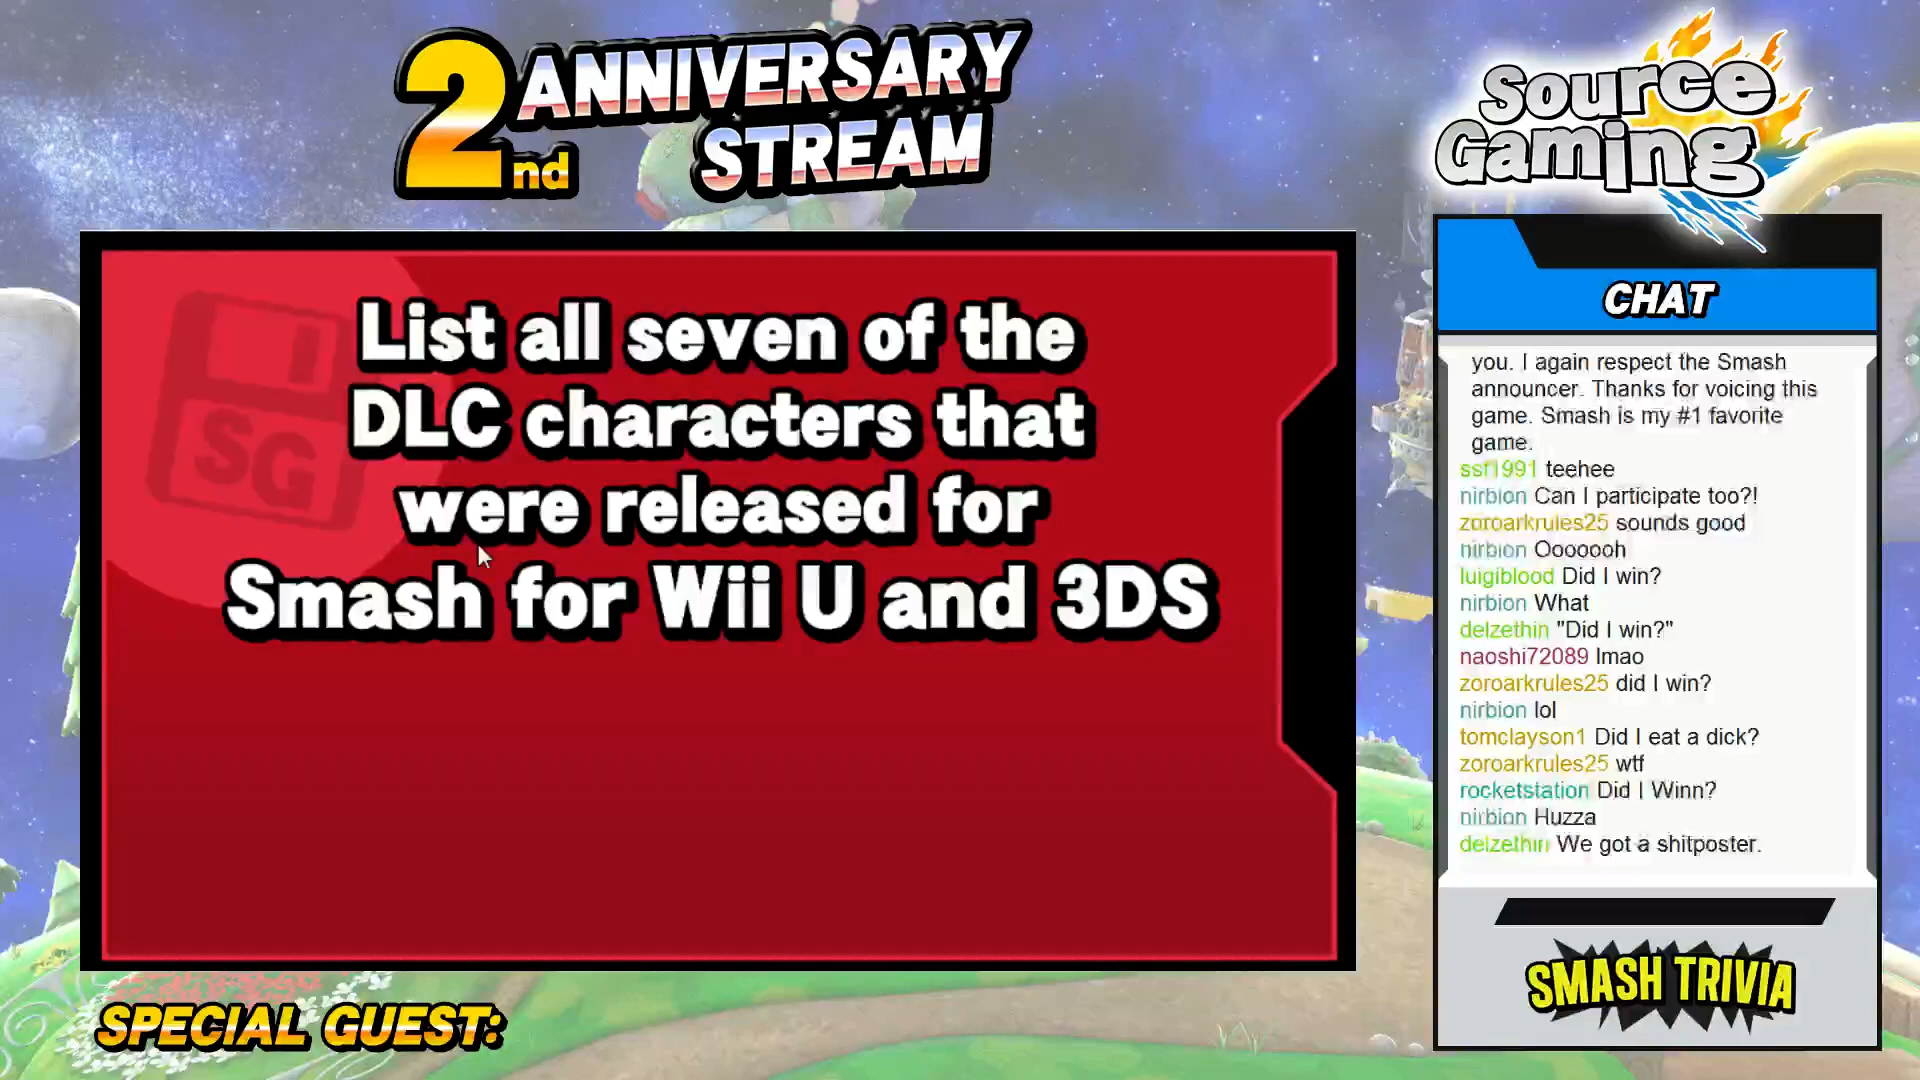 2nd ANNIVERSARY
STREAM
Source
Gaming
SG
List all seven of the
DLC characters that
were released for
Smash for Wii U and 3DS
CHAT
you. I again respect the Smash
announcer. Thanks for voicing this
game. Smash is my #1 favorite
game.
ssf1991 teehee
nirbion Can I participate too?!
zoroarkrules25 sounds good
nirbion Ooooooh
luigiblood Did I win?
nirbion What
delzethin "Did I win?"
naoshi72089 lmao
zoroarkrules25 did I win?
nirbion lol
tomclayson1 Did I eat a dick?
zoroarkrules25 wtf
rocketstation Did I Winn?
nirbion Huzza
delzethin We got a shitposter.
SMASH TRIVIA
SPECIAL GUEST: